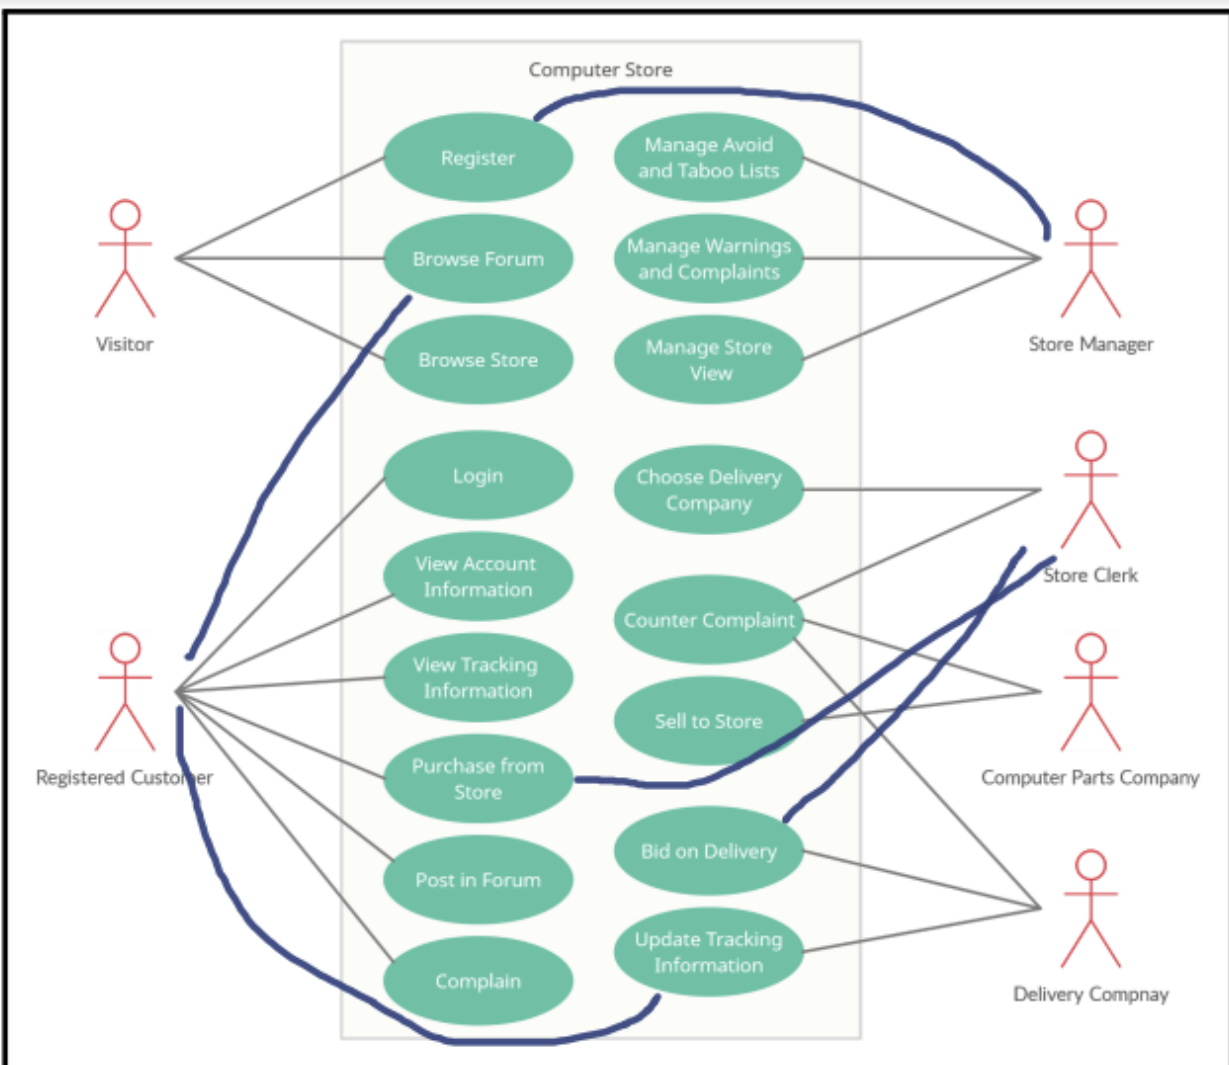 Computer Store
Register
Manage Avoid
and Taboo Lists
Browse Forum
Manage Warnings
and Complaints
Visitor
Browse Store
Manage Store
View
Store Manager
Login
Choose Delivery
Company
View Account
Information
Store Clerk
Counter Complaint
View Tracking
Information
Sell to Store
Registered Customer
Purchase from
Store
Computer Parts Company
Post in Forum
Bid on Delivery
Complain
Update Tracking
Information
Delivery Compnay